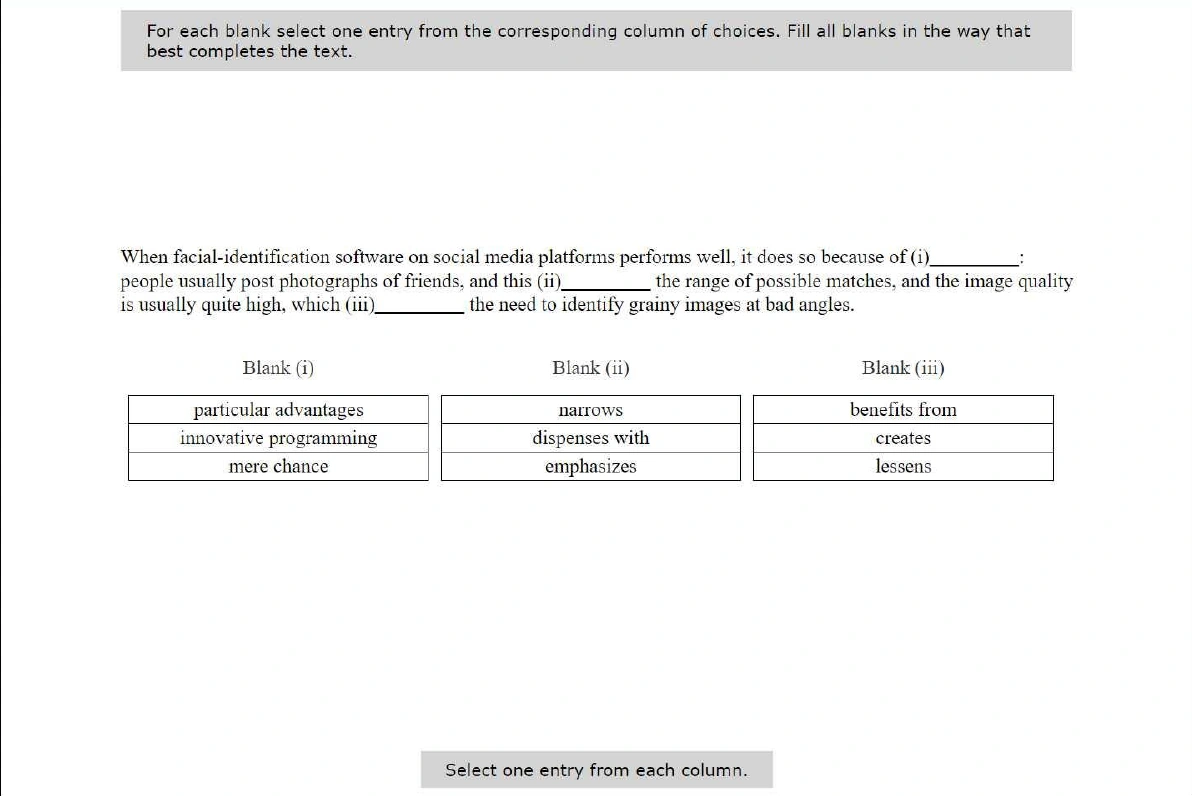 For each blank select one entry from the corresponding column of choices. Fill all blanks in the way that
best completes the text.
When facial-identification software on social media platforms performs well, it does so because of (i)_________:
people usually post photographs of friends, and this (ii)_________ the range of possible matches, and the image quality
is usually quite high, which (iii)_________ the need to identify grainy images at bad angles.
Blank (i) Blank (ii) Blank (iii)
particular advantages narrows benefits from
innovative programming dispenses with creates
mere chance emphasizes lessens
Select one entry from each column.